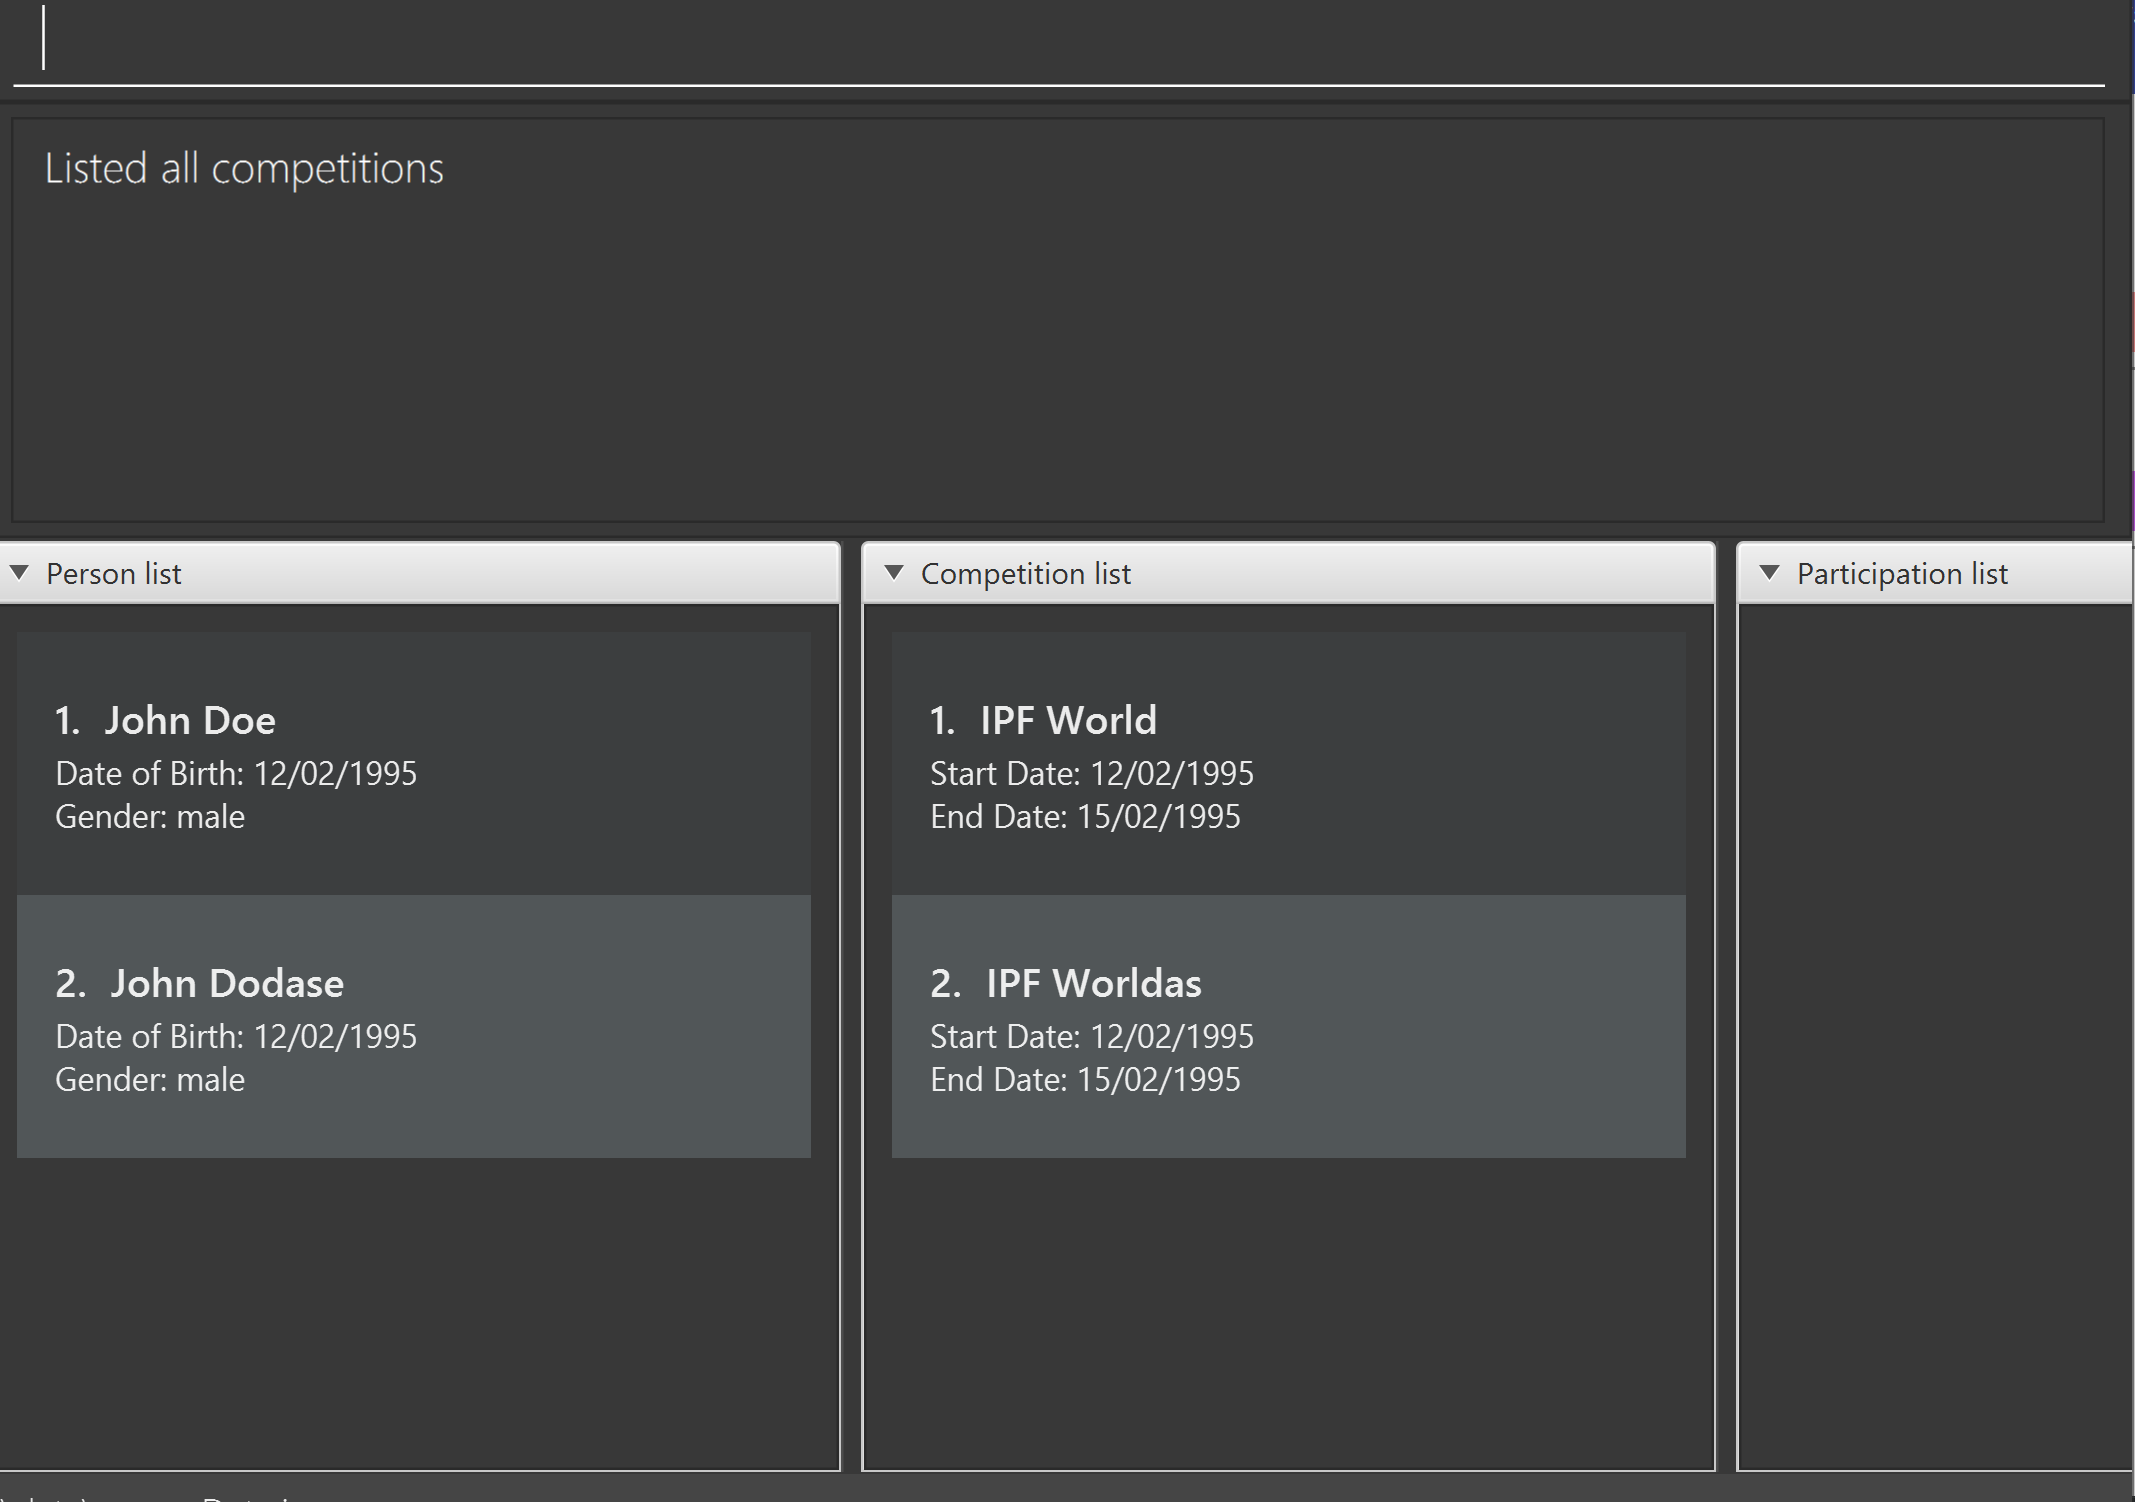 Listed all competitions
Person list
1. John Doe
Date of Birth: 12/02/1995
Gender: male
2. John Dodase
Date of Birth: 12/02/1995
Gender: male
Competition list
1. IPF World
Start Date: 12/02/1995
End Date: 15/02/1995
2. IPF Worldas
Start Date: 12/02/1995
End Date: 15/02/1995
Participation list